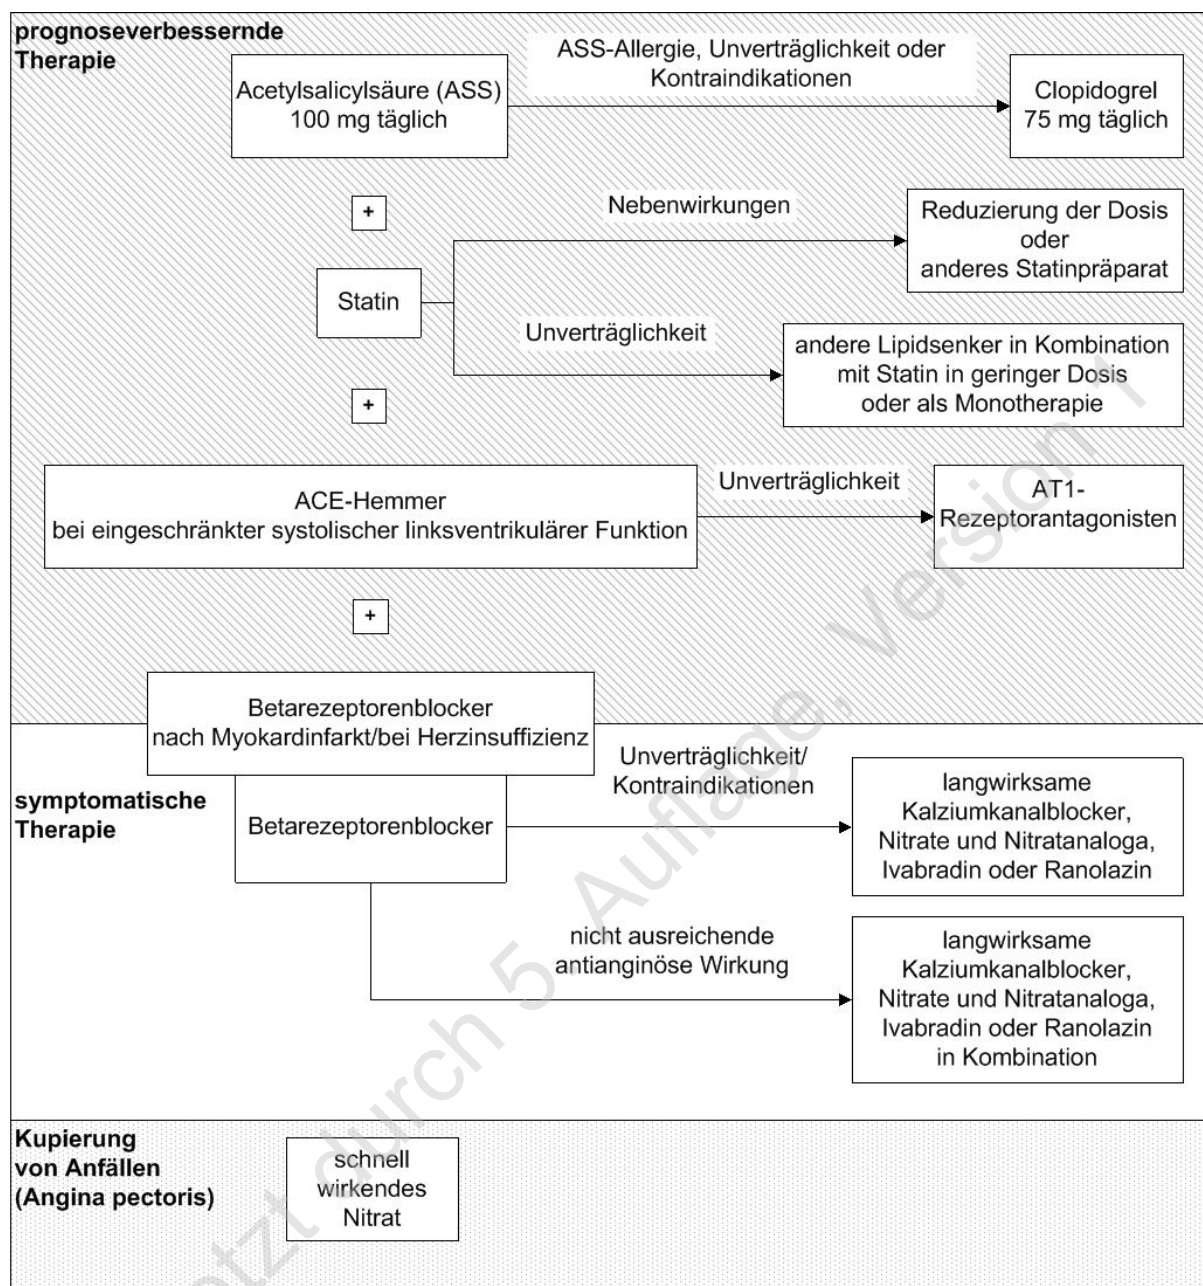 prognoseverbessernde
Therapie
Acetylsalicylsäure (ASS)
100 mg täglich
ASS-Allergie, Unverträglichkeit oder
Kontraindikationen
Clopidogrel
75 mg täglich
+
Nebenwirkungen
Reduzierung der Dosis
oder
anderes Statinpräparat
Statin
Unverträglichkeit
andere Lipidsenker in Kombination
mit Statin in geringer Dosis
oder als Monotherapie
+
ACE-Hemmer
bei eingeschränkter systolischer linksventrikulärer Funktion
Unverträglichkeit
AT1-
Rezeptorantagonisten
+
Betarezeptorenblocker
nach Myokardinfarkt/bei Herzinsuffizienz
symptomatische
Therapie
Betarezeptorenblocker
Unverträglichkeit/
Kontraindikationen
langwirksame
Kalziumkanalblocker,
Nitrate und Nitratanaloga,
Ivabradin oder Ranolazin
nicht ausreichende
antianginöse Wirkung
langwirksame
Kalziumkanalblocker,
Nitrate und Nitratanaloga,
Ivabradin oder Ranolazin
in Kombination
Kupierung
von Anfällen
(Angina pectoris)
schnell
wirkendes
Nitrat
durch 5. Auflage, Version 1